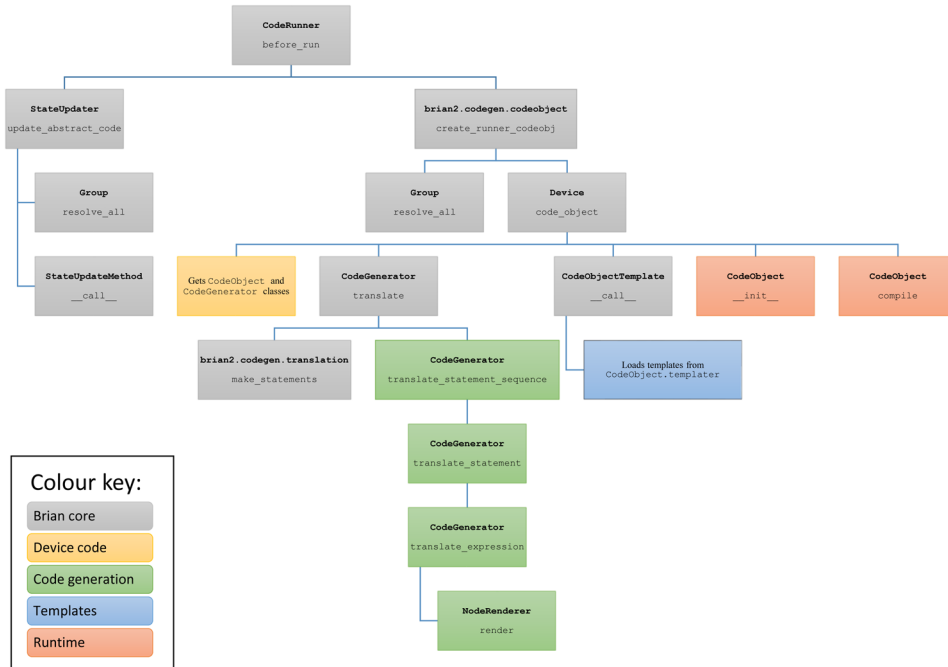 CodeRunner
before_run
StateUpdater
update_abstract_code
brian2.codegen.codeobject
create_runner_codeobj
Group
resolve_all
Group
resolve_all
Device
code_object
StateUpdateMethod
__call__
Gets CodeObject and
CodeGenerator classes
CodeGenerator
translate
CodeObjectTemplate
__call__
CodeObject
__init__
CodeObject
compile
brian2.codegen.translation
make_statements
CodeGenerator
translate_statement_sequence
Loads templates from
CodeObject.templater
CodeGenerator
translate_statement
CodeGenerator
translate_expression
NodeRenderer
render
Colour key:
Brian core
Device code
Code generation
Templates
Runtime